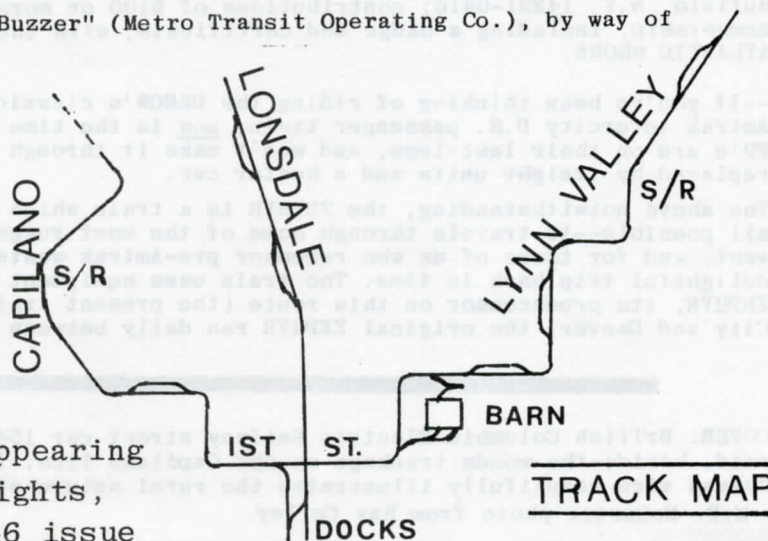 Buzzer" (Metro Transit Operating Co.), by way of
LONSDALE
LYNN VALLEY
S/R
CAPILANO
S/R
BARN
1ST. ST.
DOCKS
TRACK MAP
ppearing
ights,
6 issue